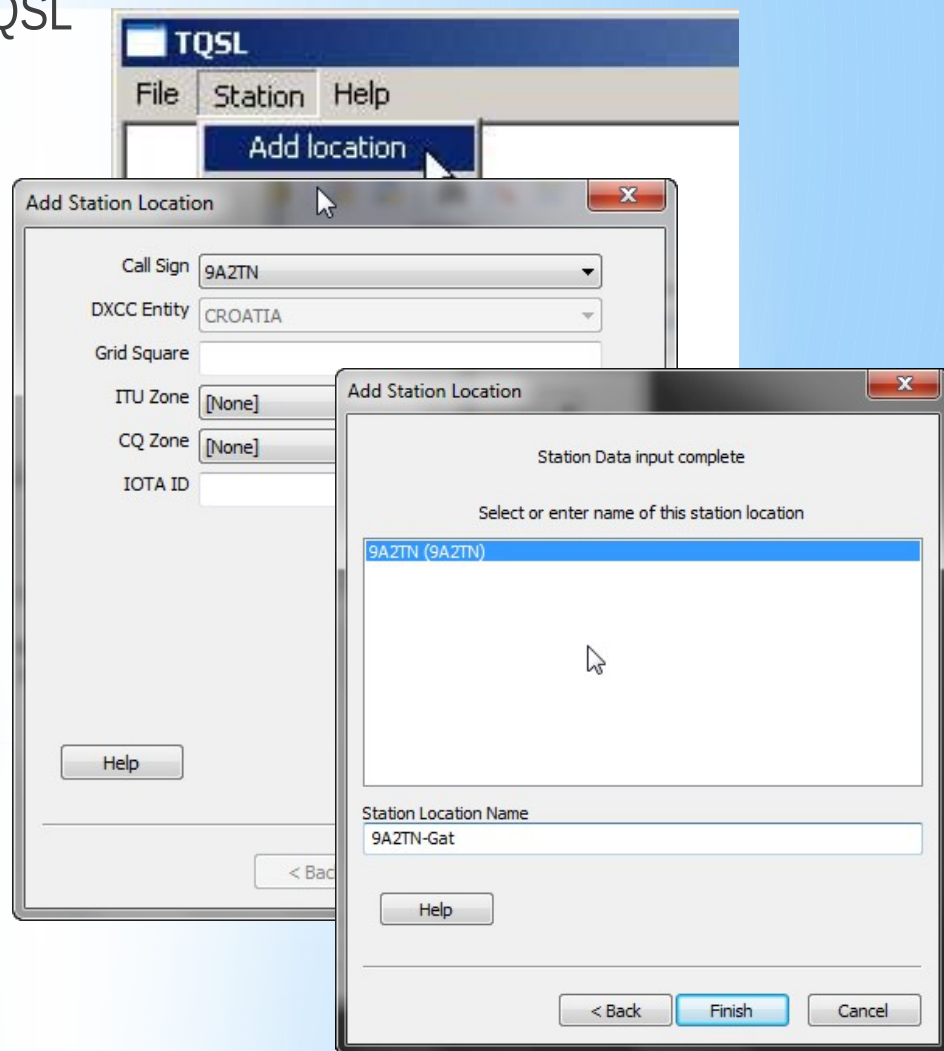 QSL
TQSL
File Station Help
Add location
Add Station Location
Call Sign 9A2TN
DXCC Entity CROATIA
Grid Square
ITU Zone [None]
CQ Zone [None]
IOTA ID
Help
< Bac
Add Station Location
Station Data input complete
Select or enter name of this station location
9A2TN (9A2TN)
Station Location Name
9A2TN-Gat
Help
< Back Finish Cancel